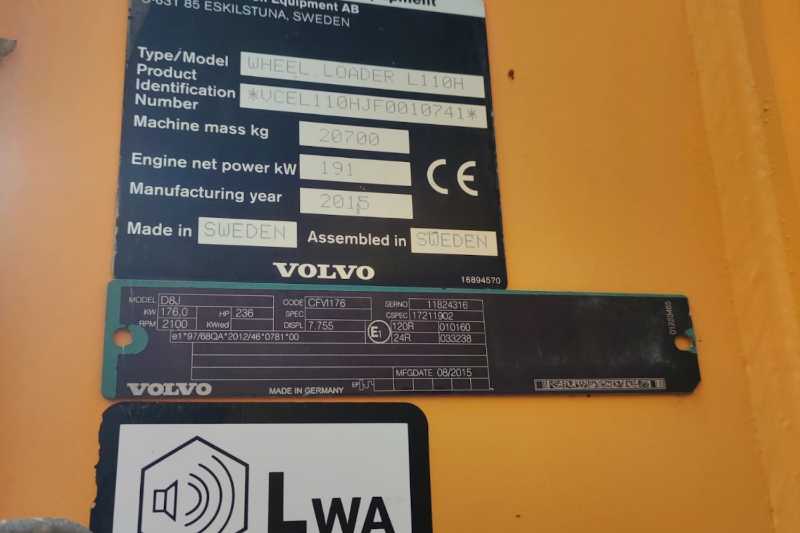 Equipment AB
631 85 ESKILSTUNA, SWEDEN
Type/Model WHEEL LOADER L110H
Product
Identification
Number *VCEL110HJF0010741*
Machine mass kg 20700
Engine net power kW 191
Manufacturing year 2015
Made in SWEDEN Assembled in SWEDEN
VOLVO
16894570
MODEL D8J CODE CFVI176 SERNO 11824316
KW 176,0 HP 236 SPEC CSPEC 17211902
RPM 2100 KWred DISPL 7.755 E1 120R 010160
e1*97/68QA*2012/46*0781*00 24R 033238
MFGDATE 08/2015
VOLVO MADE IN GERMANY EP
LWA